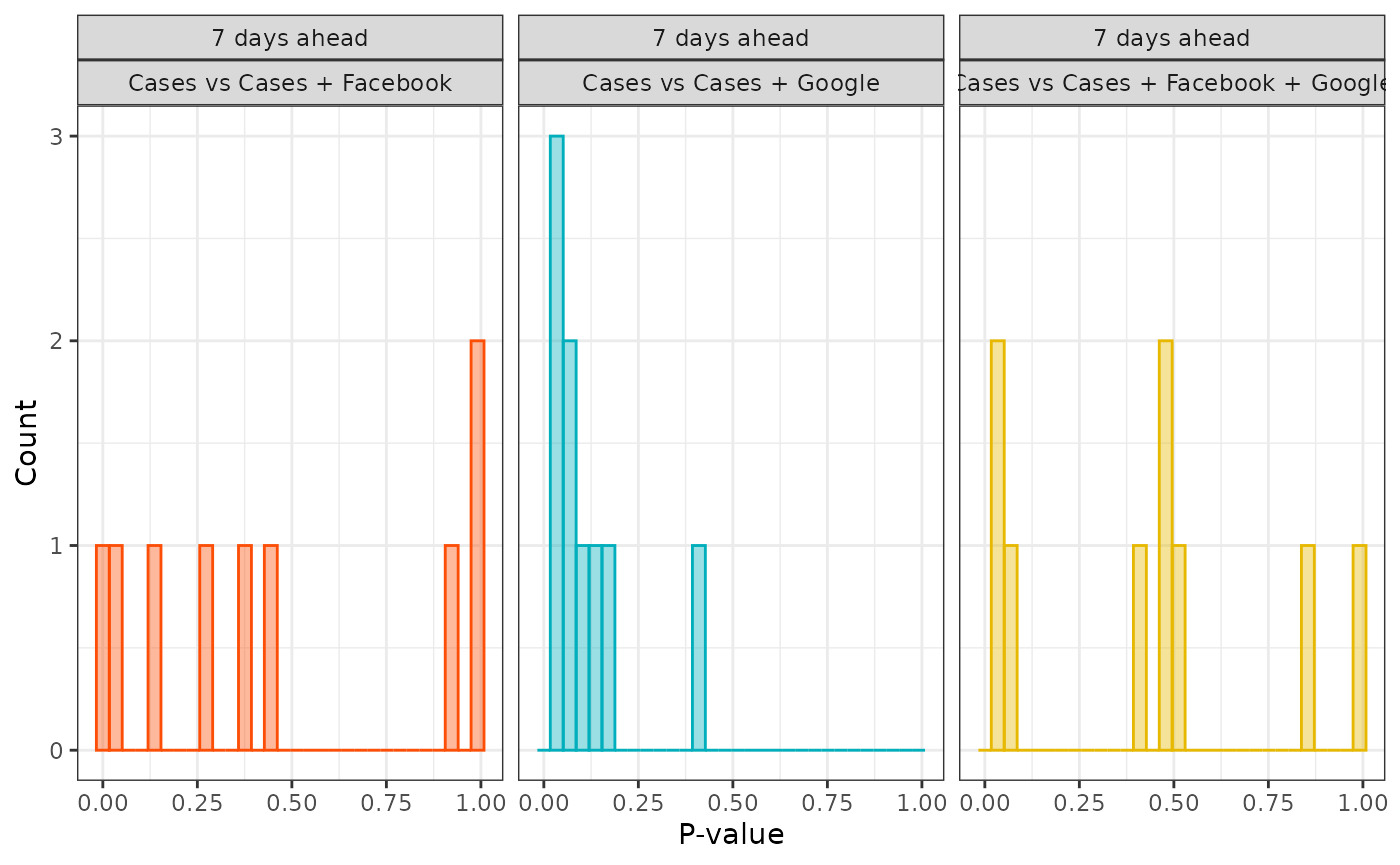 7 days ahead
7 days ahead
7 days ahead
Cases vs Cases + Facebook
Cases vs Cases + Google
Cases vs Cases + Facebook + Google
3
2
1
0
Count
0.00 0.25 0.50 0.75 1.00
0.00 0.25 0.50 0.75 1.00
0.00 0.25 0.50 0.75 1.00
P-value